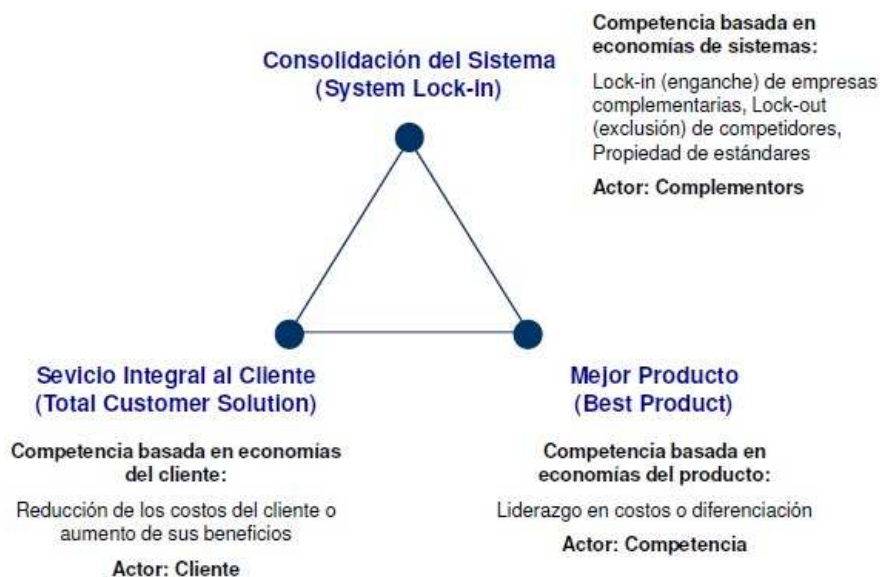 Consolidación del Sistema
(System Lock-in)
Competencia basada en
economías de sistemas:
Lock-in (enganche) de empresas
complementarias, Lock-out
(exclusión) de competidores,
Propiedad de estándares
Actor: Complementors
Sevicio Integral al Cliente
(Total Customer Solution)
Competencia basada en economías
del cliente:
Reducción de los costos del cliente o
aumento de sus beneficios
Actor: Cliente
Mejor Producto
(Best Product)
Competencia basada en
economías del producto:
Liderazgo en costos o diferenciación
Actor: Competencia